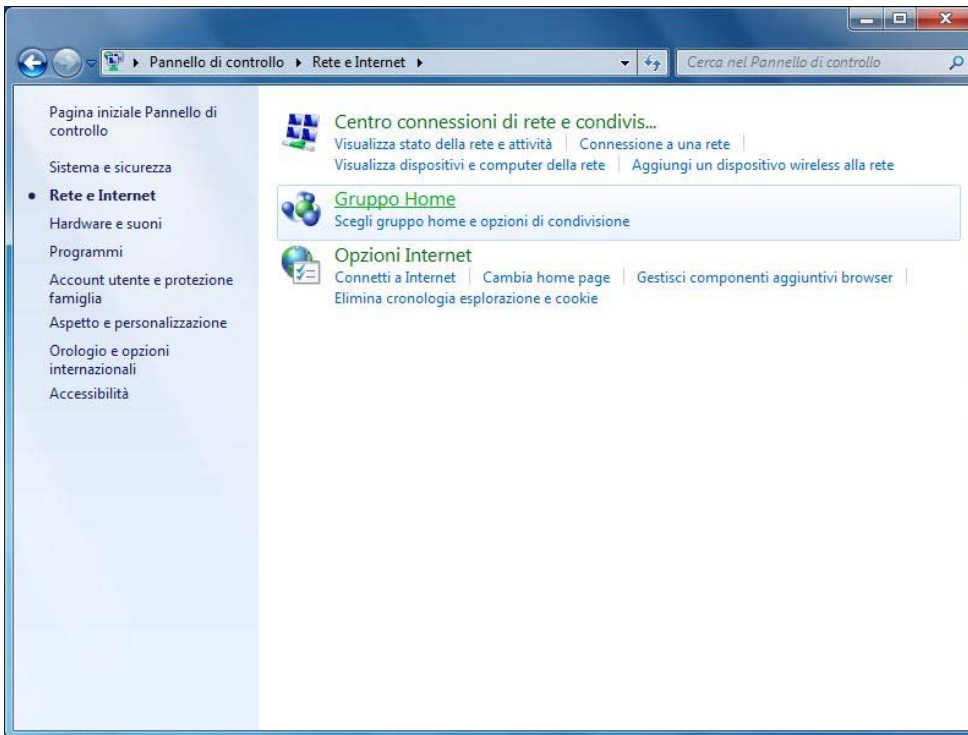 Pannello di controllo Rete e Internet
Cerca nel Pannello di controllo
Pagina iniziale Pannello di
controllo
Sistema e sicurezza
Rete e Internet
Hardware e suoni
Programmi
Account utente e protezione
famiglia
Aspetto e personalizzazione
Orologio e opzioni
internazionali
Accessibilità
Centro connessioni di rete e condivis...
Visualizza stato della rete e attività Connessione a una rete
Visualizza dispositivi e computer della rete Aggiungi un dispositivo wireless alla rete
Gruppo Home
Scegli gruppo home e opzioni di condivisione
Opzioni Internet
Connetti a Internet Cambia home page Gestisci componenti aggiuntivi browser
Elimina cronologia esplorazione e cookie